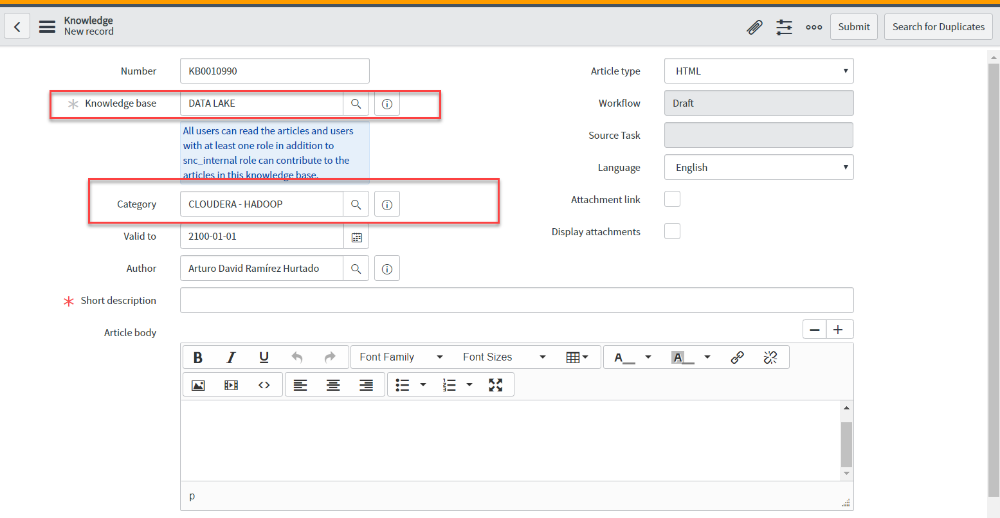 Knowledge
New record
Submit
Search for Duplicates
Number
KB0010990
Knowledge base
DATA LAKE
All users can read the articles and users
with at least one role in addition to
snc_internal role can contribute to the
articles in this knowledge base.
Category
CLOUDERA - HADOOP
Valid to
2100-01-01
Author
Arturo David Ramírez Hurtado
Article type
HTML
Workflow
Draft
Source Task
Language
English
Attachment link
Display attachments
Short description
Article body
B I U
Font Family
Font Sizes
A
A
p